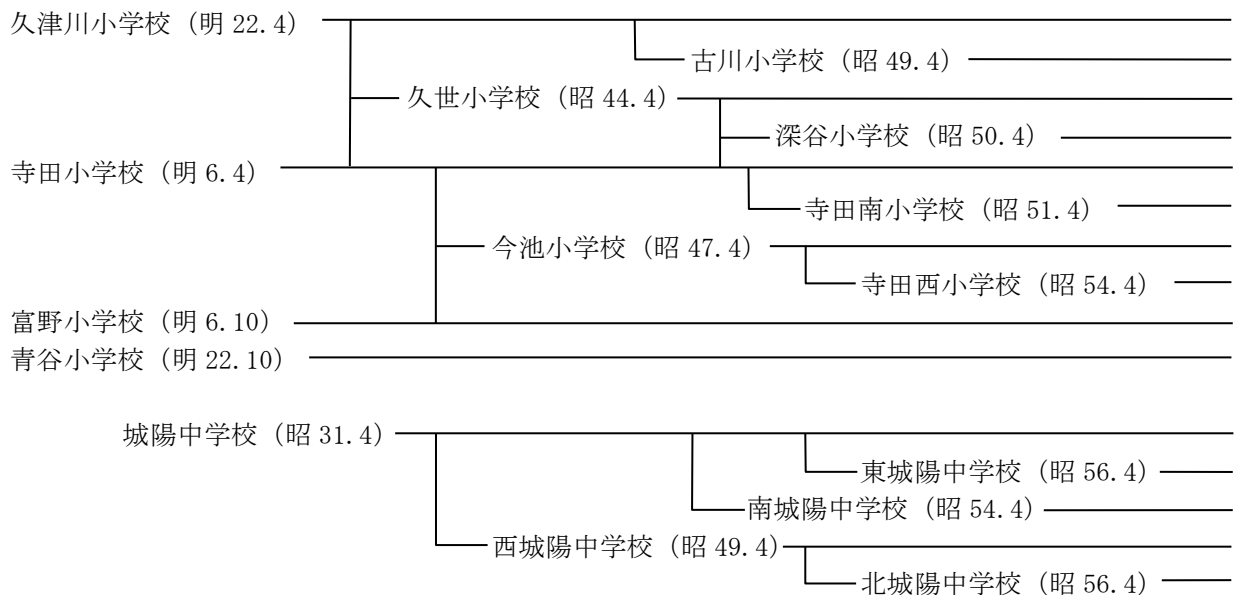 久津川小学校（明 22.4）
古川小学校（昭 49.4）
久世小学校（昭 44.4）
深谷小学校（昭 50.4）
寺田小学校（明 6.4）
寺田南小学校（昭 51.4）
今池小学校（昭 47.4）
寺田西小学校（昭 54.4）
富野小学校（明 6.10）
青谷小学校（明 22.10）
城陽中学校（昭 31.4）
東城陽中学校（昭 56.4）
南城陽中学校（昭 54.4）
西城陽中学校（昭 49.4）
北城陽中学校（昭 56.4）